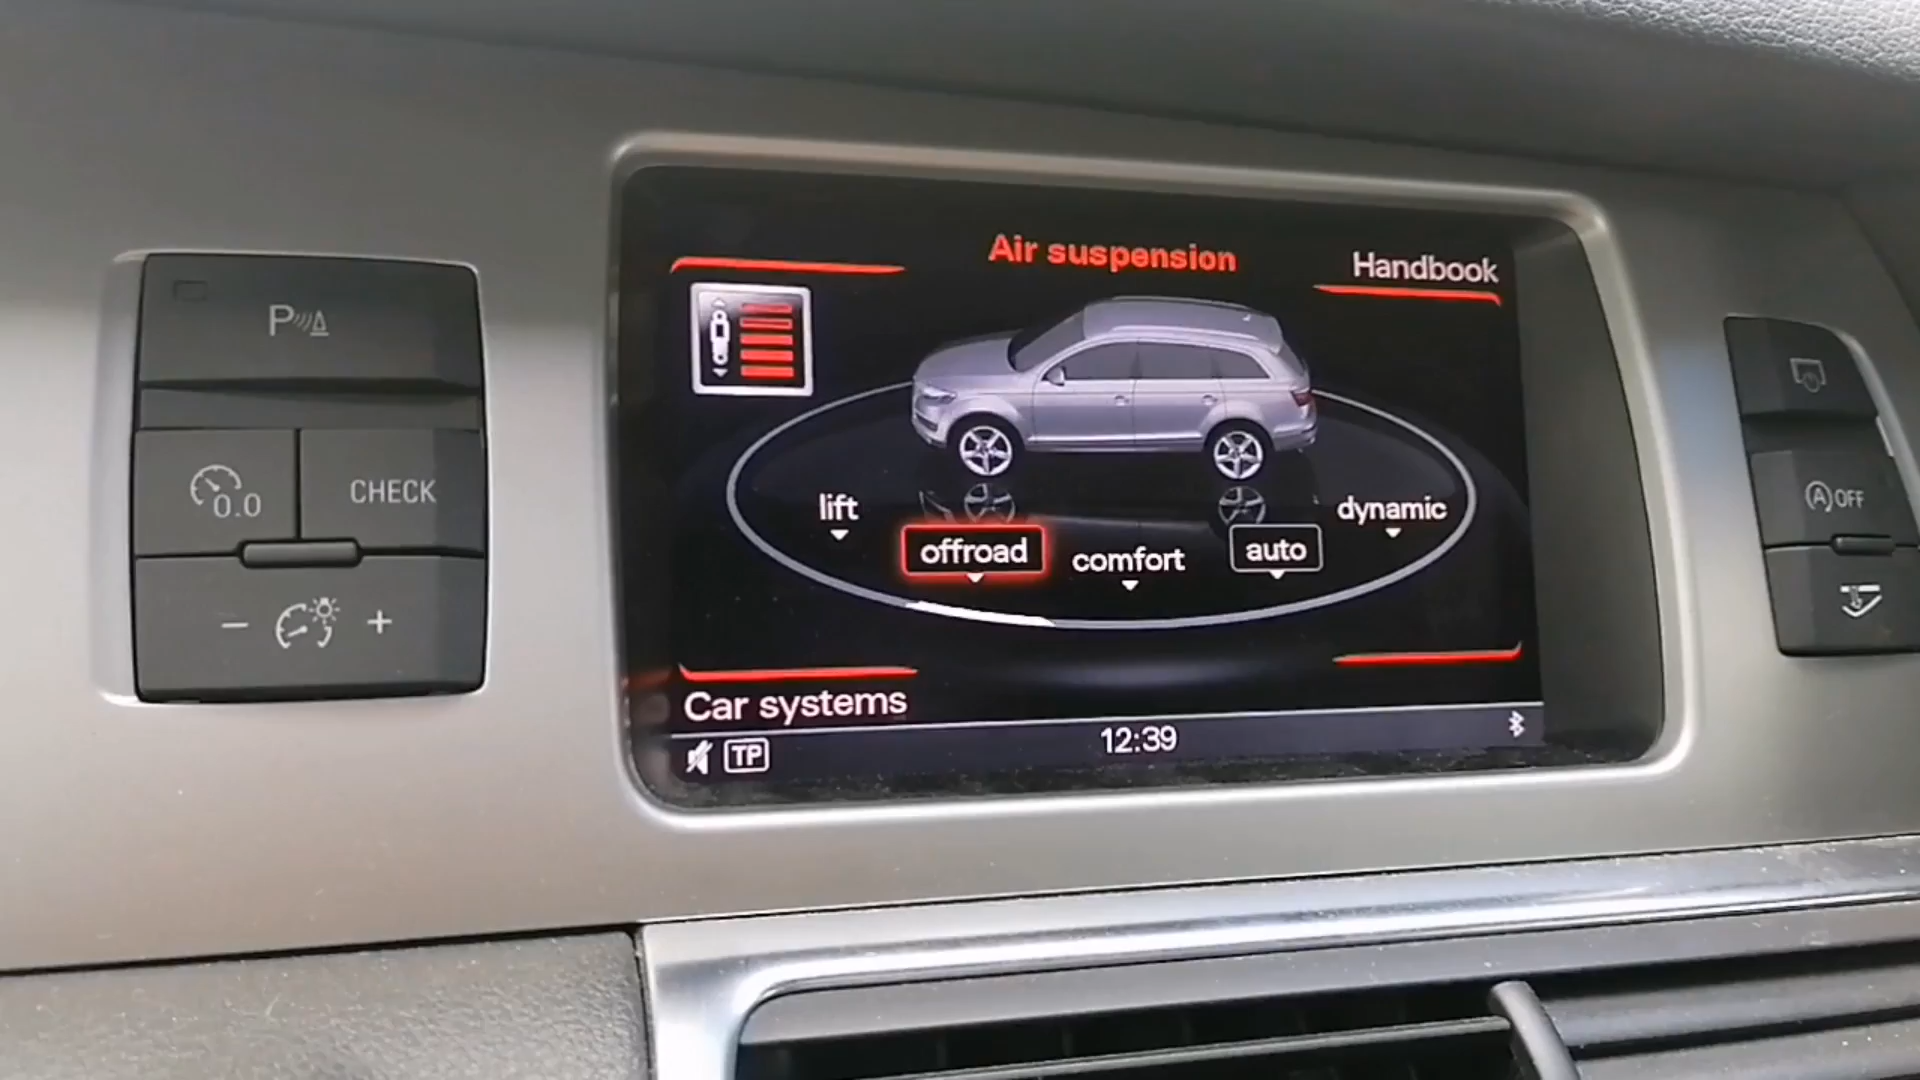 P
0.0
CHECK
− +
Air suspension
Handbook
lift
offroad
comfort
auto
dynamic
Car systems
TP
12:39
A OFF